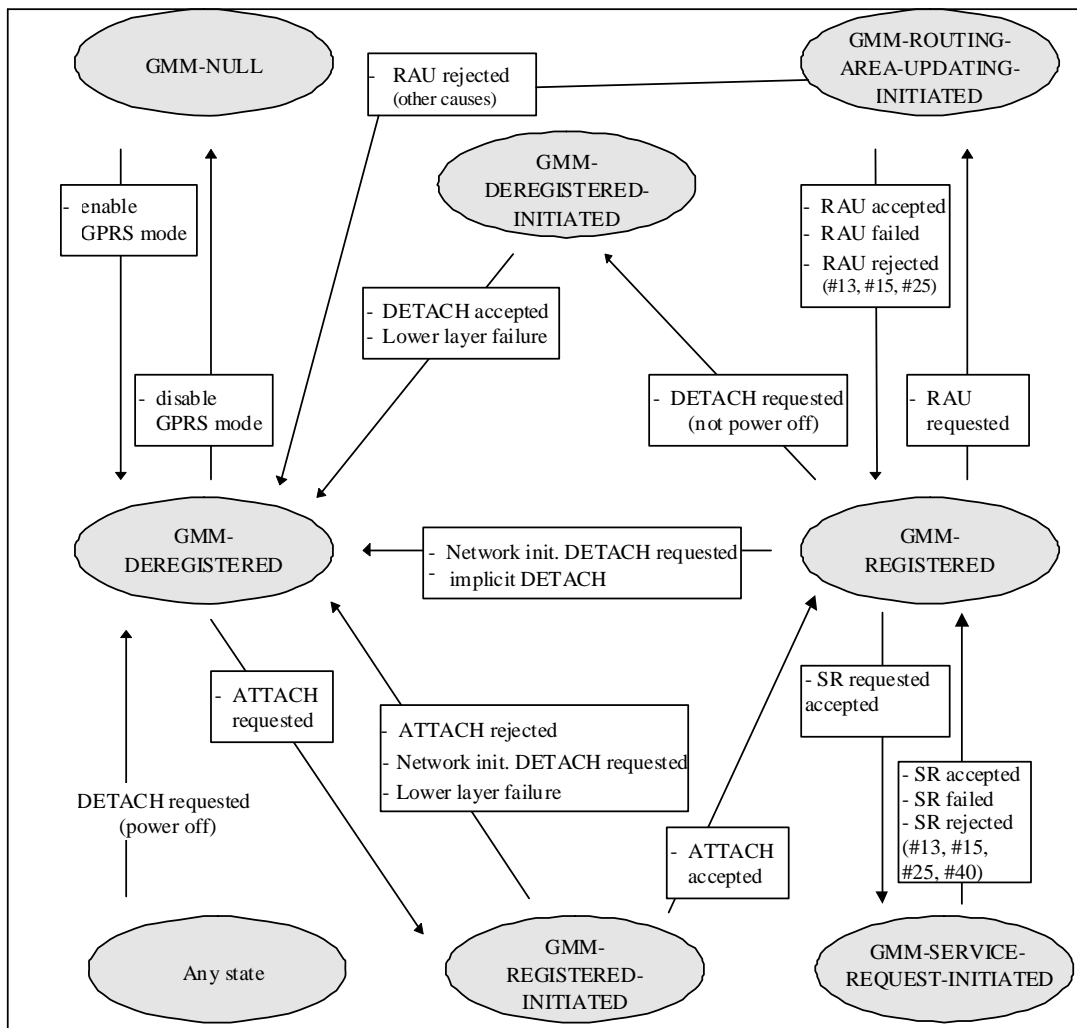 GMM-NULL
GMM-ROUTING-
AREA-UPDATING-
INITIATED
- RAU rejected
(other causes)
GMM-
DEREGISTERED-
INITIATED
- enable
GPRS mode
- RAU accepted
- RAU failed
- RAU rejected
(#13, #15, #25)
- DETACH accepted
- Lower layer failure
- disable
GPRS mode
- DETACH requested
(not power off)
- RAU
requested
GMM-
DEREGISTERED
- Network init. DETACH requested
- implicit DETACH
GMM-
REGISTERED
- ATTACH
requested
- ATTACH rejected
- Network init. DETACH requested
- Lower layer failure
- SR requested
accepted
DETACH requested
(power off)
- ATTACH
accepted
- SR accepted
- SR failed
- SR rejected
(#13, #15,
#25, #40)
Any state
GMM-
REGISTERED-
INITIATED
GMM-SERVICE-
REQUEST-INITIATED